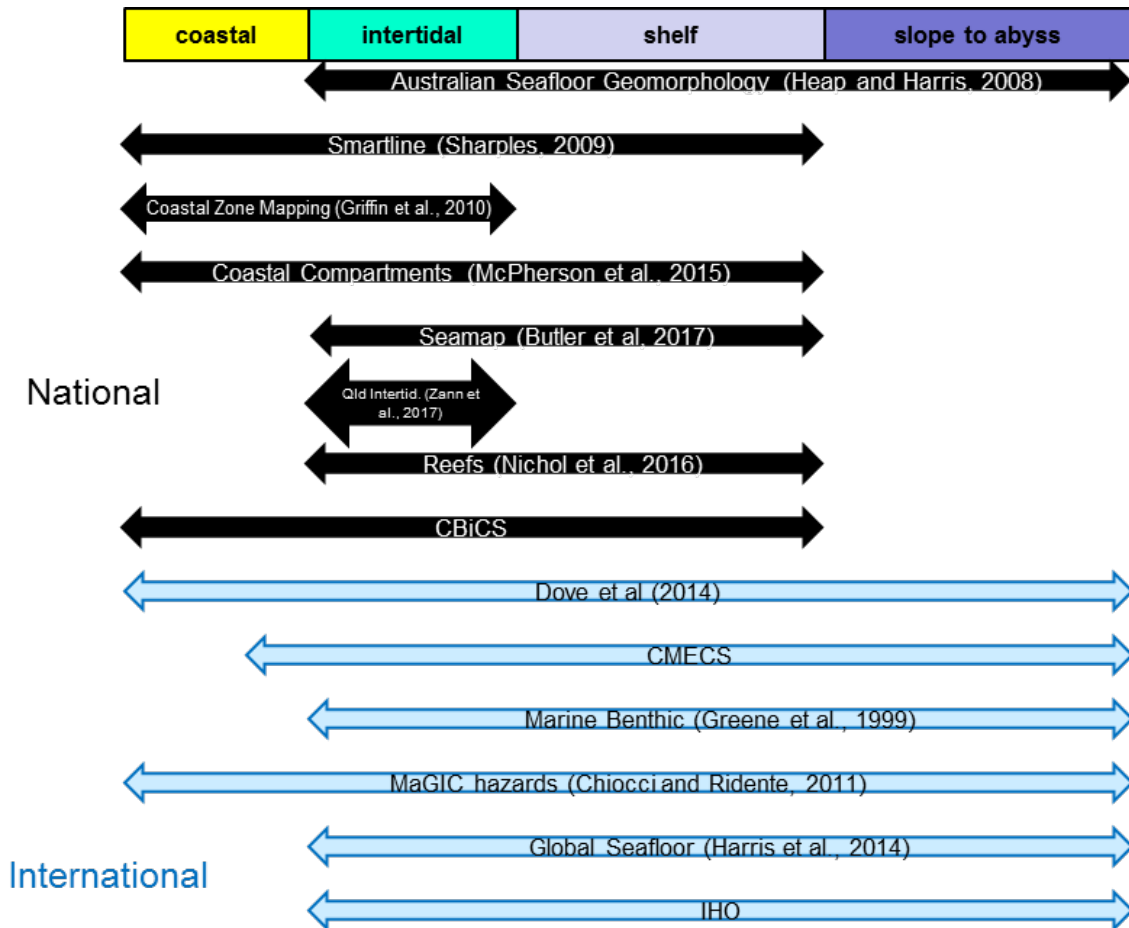 coastal intertidal shelf slope to abyss
Australian Seafloor Geomorphology (Heap and Harris, 2008)
Smartline (Sharples, 2009)
Coastal Zone Mapping (Griffin et al., 2010)
Coastal Compartments (McPherson et al., 2015)
Seamap (Butler et al, 2017)
National
Qld Intertid. (Zann et
al., 2017)
Reefs (Nichol et al., 2016)
CBiCS
Dove et al (2014)
CMECS
Marine Benthic (Greene et al., 1999)
MaGIC hazards (Chiocci and Ridente, 2011)
Global Seafloor (Harris et al., 2014)
International
IHO